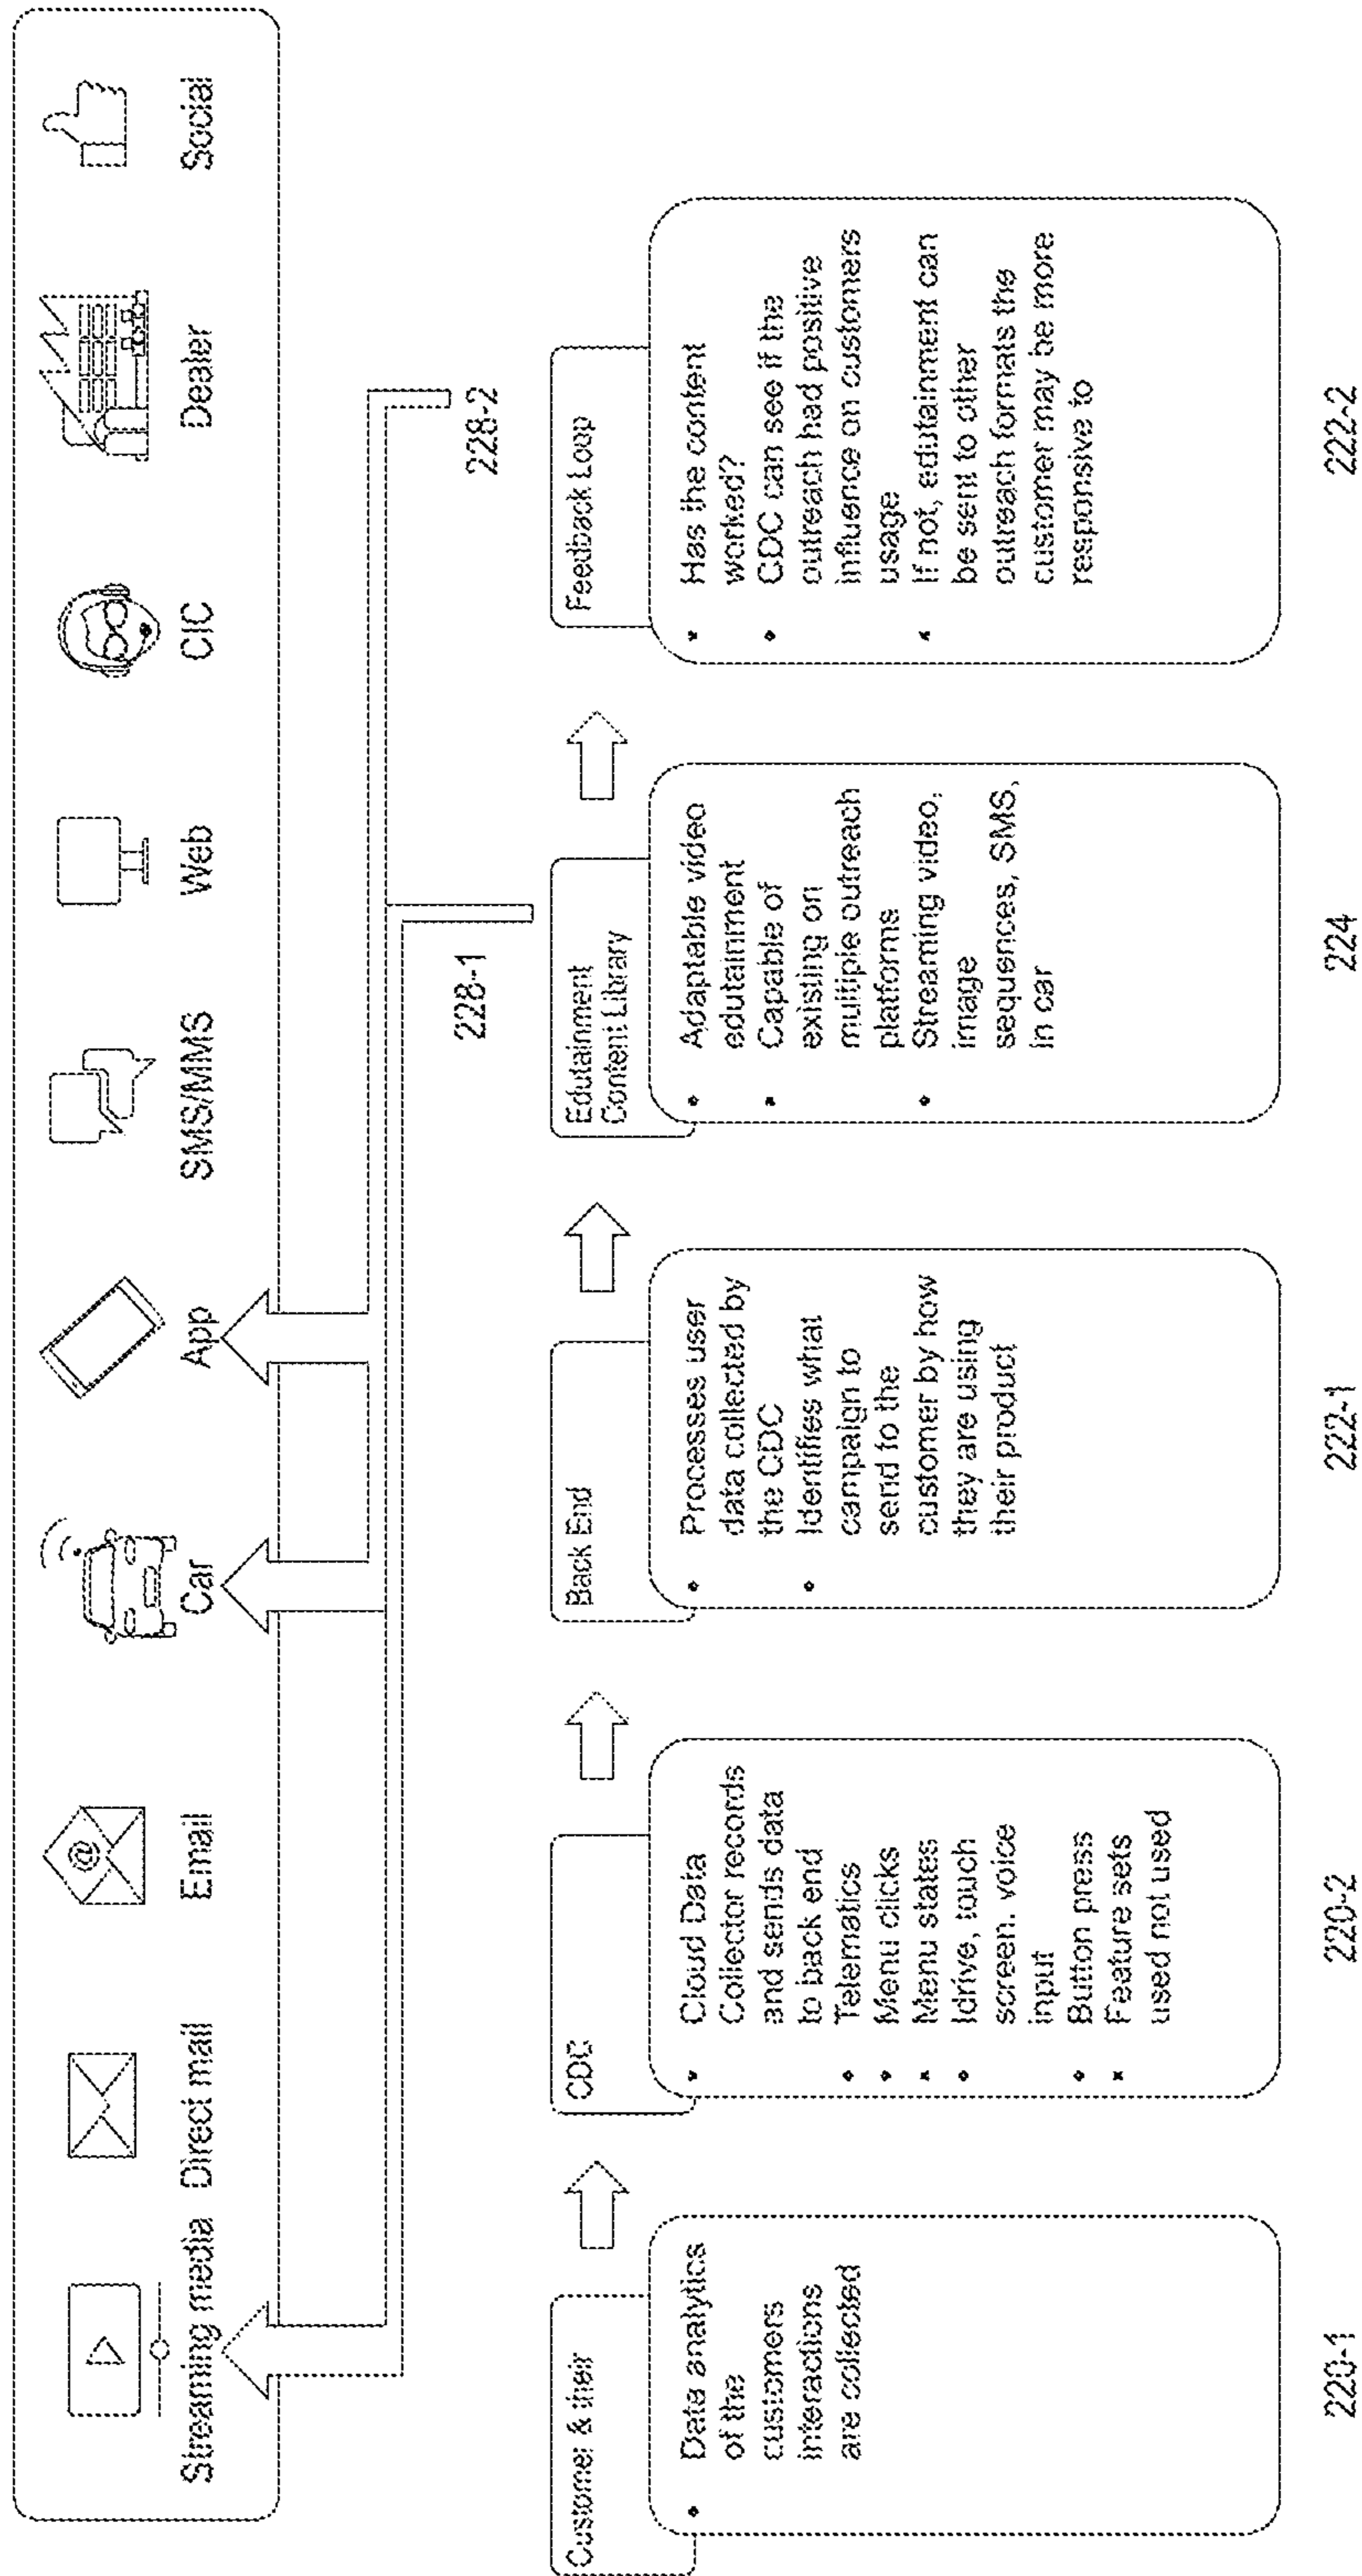 Streaming media
Direct mail
Email
Car
App
SMS/MMS
Web
CIC
Dealer
Social
228-1
228-2
Customer & their
• Data analytics
of the
customers
interactions
are collected
220-1
CDC
• Cloud Data
Collector records
and sends data
to back end
• Telematics
• Menu clicks
• Menu states
• Idrive, touch
screen, voice
input
• Button press
• Feature sets
used not used
220-2
Back End
• Processes user
data collected by
the CDC
• Identifies what
campaign to
send to the
customer by how
they are using
their product
222-1
Edutainment
Content Library
• Adaptable video
edutainment
• Capable of
existing on
multiple outreach
platforms
• Streaming video,
image
sequences, SMS,
in car
224
Feedback Loop
• Has the content
worked?
• CDC can see if the
outreach had positive
influence on customers
usage
• If not, edutainment can
be sent to other
outreach formats the
customer may be more
responsive to
222-2